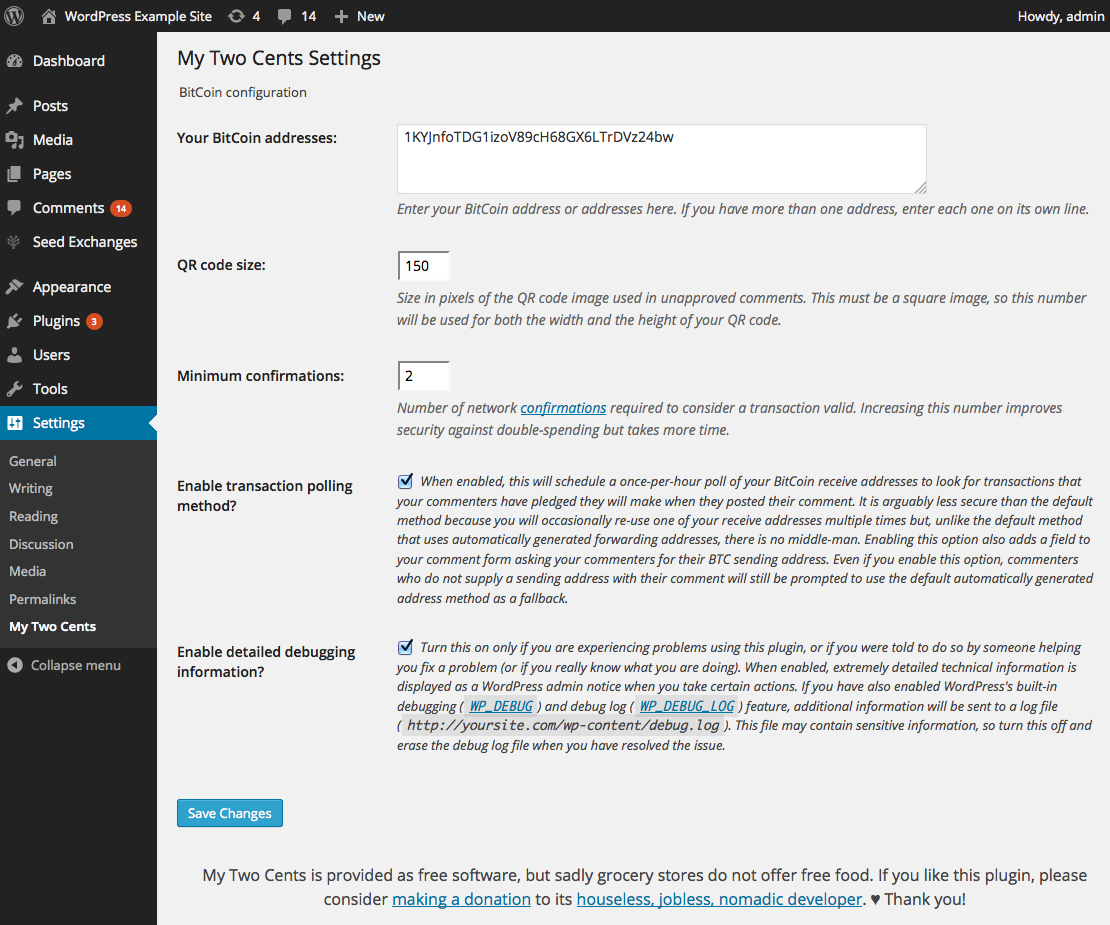 WordPress Example Site 4 14 New Howdy, admin
Dashboard
Posts
Media
Pages
Comments 14
Seed Exchanges
Appearance
Plugins 3
Users
Tools
Settings
General
Writing
Reading
Discussion
Media
Permalinks
My Two Cents
Collapse menu
My Two Cents Settings
BitCoin configuration
Your BitCoin addresses:
1KYJnfoTDG1izoV89cH68GX6LTrDVz24bw
Enter your BitCoin address or addresses here. If you have more than one address, enter each one on its own line.
QR code size:
150
Size in pixels of the QR code image used in unapproved comments. This must be a square image, so this number
will be used for both the width and the height of your QR code.
Minimum confirmations:
2
Number of network confirmations required to consider a transaction valid. Increasing this number improves
security against double-spending but takes more time.
Enable transaction polling
method?
When enabled, this will schedule a once-per-hour poll of your BitCoin receive addresses to look for transactions that
your commenters have pledged they will make when they posted their comment. It is arguably less secure than the default
method because you will occasionally re-use one of your receive addresses multiple times but, unlike the default method
that uses automatically generated forwarding addresses, there is no middle-man. Enabling this option also adds a field to
your comment form asking your commenters for their BTC sending address. Even if you enable this option, commenters
who do not supply a sending address with their comment will still be prompted to use the default automatically generated
address method as a fallback.
Enable detailed debugging
information?
Turn this on only if you are experiencing problems using this plugin, or if you were told to do so by someone helping
you fix a problem (or if you really know what you are doing). When enabled, extremely detailed technical information is
displayed as a WordPress admin notice when you take certain actions. If you have also enabled WordPress's built-in
debugging ( WP_DEBUG ) and debug log ( WP_DEBUG_LOG ) feature, additional information will be sent to a log file
( http://yoursite.com/wp-content/debug.log ). This file may contain sensitive information, so turn this off and
erase the debug log file when you have resolved the issue.
Save Changes
My Two Cents is provided as free software, but sadly grocery stores do not offer free food. If you like this plugin, please
consider making a donation to its houseless, jobless, nomadic developer. ♥ Thank you!